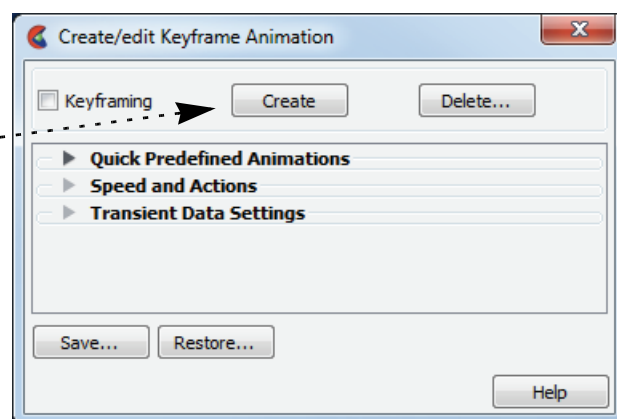 Create/edit Keyframe Animation
Keyframing Create Delete...
Quick Predefined Animations
Speed and Actions
Transient Data Settings
Save... Restore...
Help